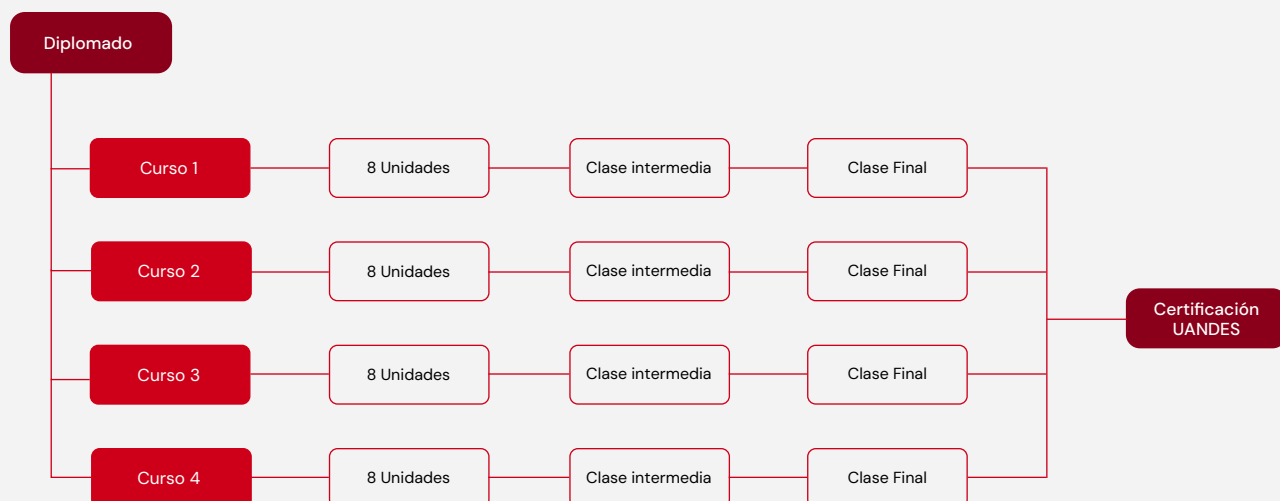 Diplomado
Curso 1
8 Unidades
Clase intermedia
Clase Final
Curso 2
8 Unidades
Clase intermedia
Clase Final
Certificación
UANDES
Curso 3
8 Unidades
Clase intermedia
Clase Final
Curso 4
8 Unidades
Clase intermedia
Clase Final